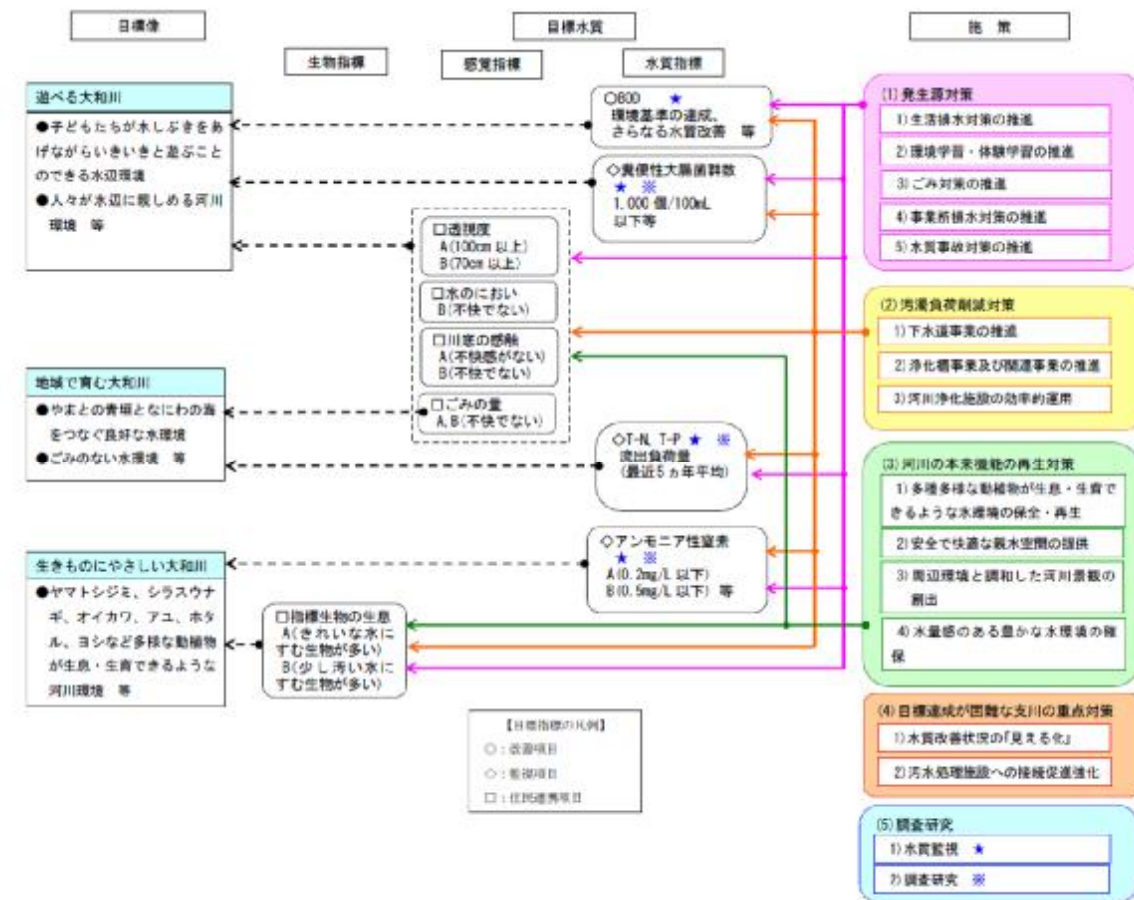 目標像
目標水質
施 策
生物指標
感覚指標
水質指標
遊べる大和川
●子どもたちが水しぶきをあ
げながらいきいきと遊ぶこと
のできる水辺環境
●人々が水辺に親しめる河川
環境 等
地域で育む大和川
●やまとの青垣となにわの海
をつなぐ良好な水環境
●ごみのない水環境 等
生きものにやさしい大和川
●ヤマトシジミ、シラスウナ
ギ、オイカワ、アユ、ホタ
ル、ヨシなど多様な動植物
が生息・生育できるような
河川環境 等
□指標生物の生息
A(きれいな水に
すむ生物が多い)
B(少し汚い水に
すむ生物が多い)
□透視度
A(100cm 以上)
B(70cm 以上)
□水のにおい
B(不快でない)
□川底の感触
A(不快感がない)
B(不快でない)
□ごみの量
A,B(不快でない)
○BOD ★
環境基準の達成、
さらなる水質改善 等
◇糞便性大腸菌群数
★ ※
1,000 個/100mL
以下等
◇T-N、T-P ★ ※
流出負荷量
(最近5ヵ年平均)
◇アンモニア性窒素
★ ※
A(0.2mg/L 以下)
B(0.5mg/L 以下) 等
【目標指標の凡例】
○：改善項目
◇：監視項目
□：住民連携項目
(1)発生源対策
1)生活排水対策の推進
2)環境学習・体験学習の推進
3)ごみ対策の推進
4)事業所排水対策の推進
5)水質事故対策の推進
(2)汚濁負荷削減対策
1)下水道事業の推進
2)浄化槽事業及び関連事業の推進
3)河川浄化施設の効率的運用
(3)河川の本来機能の再生対策
1)多種多様な動植物が生息・生育で
きるような水環境の保全・再生
2)安全で快適な親水空間の提供
3)周辺環境と調和した河川景観の
創出
4)水量感のある豊かな水環境の確
保
(4)目標達成が困難な支川の重点対策
1)水質改善状況の「見える化」
2)汚水処理施設への接続促進強化
(5)調査研究
1)水質監視 ★
2)調査研究 ※